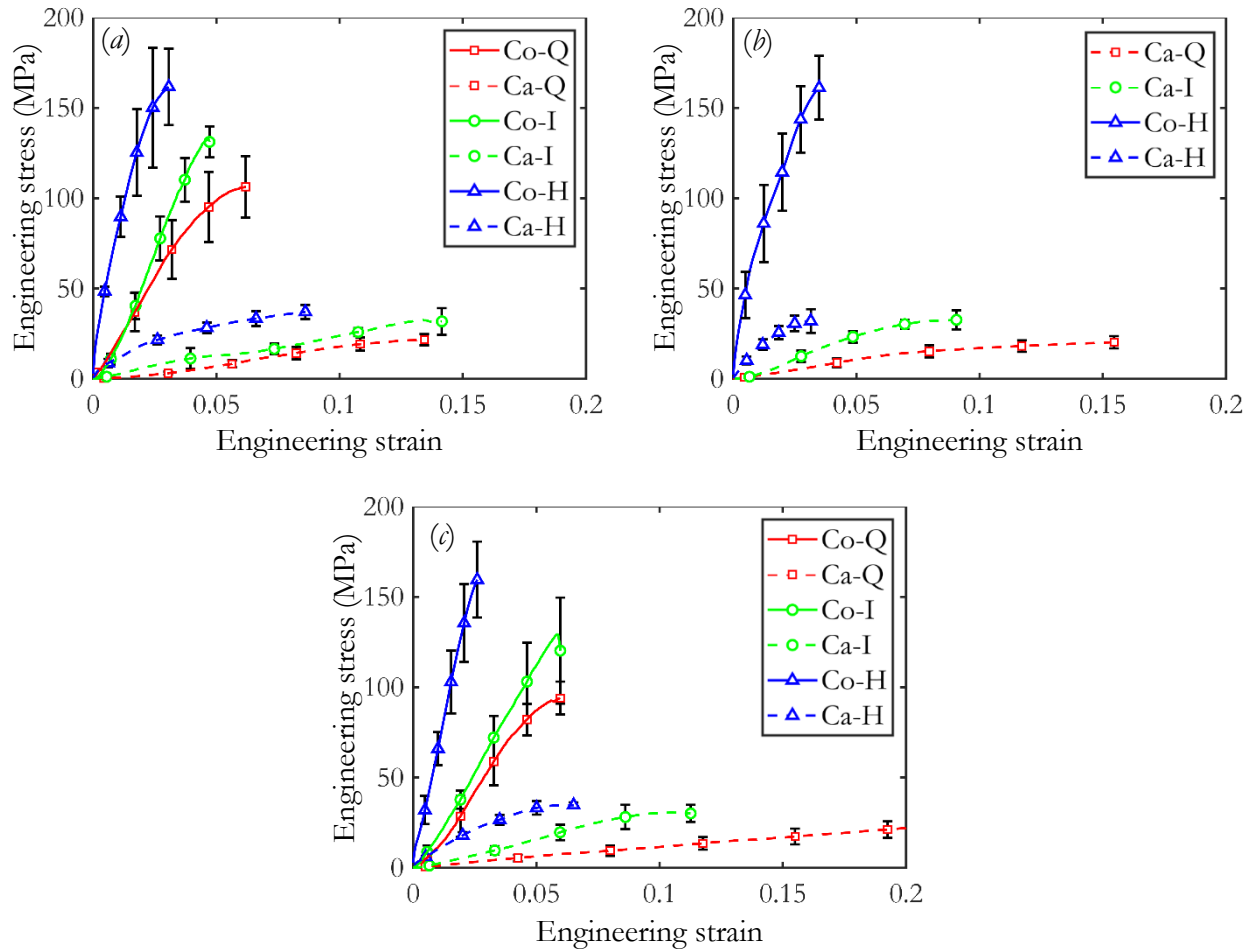 (a)
Engineering stress (MPa)
200
150
100
50
0
0 0.05 0.1 0.15 0.2
Engineering strain
Co-Q
Ca-Q
Co-I
Ca-I
Co-H
Ca-H
(b)
Engineering stress (MPa)
200
150
100
50
0
0 0.05 0.1 0.15 0.2
Engineering strain
Ca-Q
Ca-I
Co-H
Ca-H
(c)
Engineering stress (MPa)
200
150
100
50
0
0 0.05 0.1 0.15 0.2
Engineering strain
Co-Q
Ca-Q
Co-I
Ca-I
Co-H
Ca-H